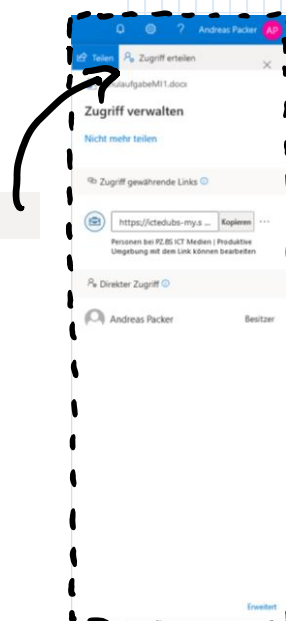 ? Andreas Packer AP
Teilen Zugriff erteilen
ulaufgabeMI1.docx
Zugriff verwalten
Nicht mehr teilen
Zugriff gewährende Links
https://ictedubs-my.s ... Kopieren ...
Personen bei PZ.BS ICT Medien | Produktive
Umgebung mit dem Link können bearbeiten
Direkter Zugriff
Andreas Packer Besitzer
Erweitert